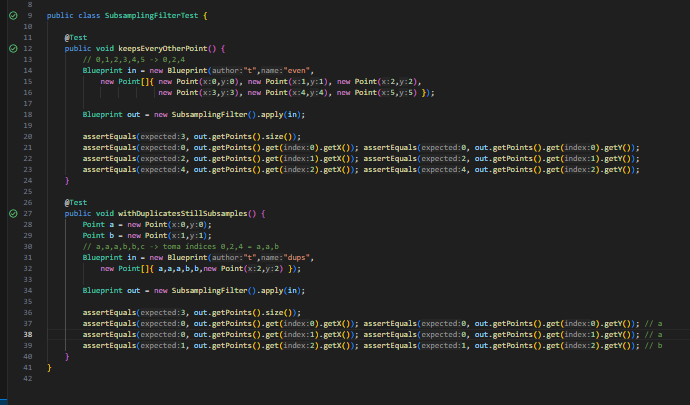 8
9 public class SubsamplingFilterTest {
10
11 @Test
12 public void keepsEveryOtherPoint() {
13 // 0,1,2,3,4,5 -> 0,2,4
14 Blueprint in = new Blueprint(author:"t",name:"even",
15 new Point[]{ new Point(x:0,y:0), new Point(x:1,y:1), new Point(x:2,y:2),
16 new Point(x:3,y:3), new Point(x:4,y:4), new Point(x:5,y:5) });
17
18 Blueprint out = new SubsamplingFilter().apply(in);
19
20 assertEquals(expected:3, out.getPoints().size());
21 assertEquals(expected:0, out.getPoints().get(index:0).getX()); assertEquals(expected:0, out.getPoints().get(index:0).getY());
22 assertEquals(expected:2, out.getPoints().get(index:1).getX()); assertEquals(expected:2, out.getPoints().get(index:1).getY());
23 assertEquals(expected:4, out.getPoints().get(index:2).getX()); assertEquals(expected:4, out.getPoints().get(index:2).getY());
24 }
25
26 @Test
27 public void withDuplicatesStillSubsamples() {
28 Point a = new Point(x:0,y:0);
29 Point b = new Point(x:1,y:1);
30 // a,a,a,b,b,c -> toma indices 0,2,4 = a,a,b
31 Blueprint in = new Blueprint(author:"t",name:"dups",
32 new Point[]{ a,a,a,b,b,new Point(x:2,y:2) });
33
34 Blueprint out = new SubsamplingFilter().apply(in);
35
36 assertEquals(expected:3, out.getPoints().size());
37 assertEquals(expected:0, out.getPoints().get(index:0).getX()); assertEquals(expected:0, out.getPoints().get(index:0).getY()); // a
38 assertEquals(expected:0, out.getPoints().get(index:1).getX()); assertEquals(expected:0, out.getPoints().get(index:1).getY()); // a
39 assertEquals(expected:1, out.getPoints().get(index:2).getX()); assertEquals(expected:1, out.getPoints().get(index:2).getY()); // b
40 }
41 }
42